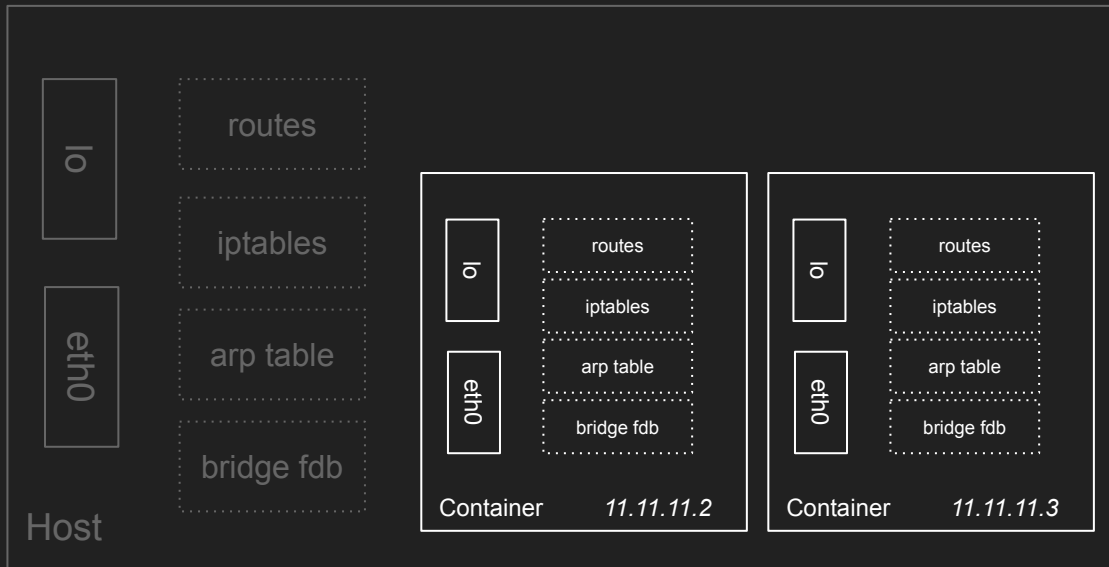 lo
eth0
routes
iptables
arp table
bridge fdb
Host
lo
eth0
routes
iptables
arp table
bridge fdb
Container 11.11.11.2
lo
eth0
routes
iptables
arp table
bridge fdb
Container 11.11.11.3